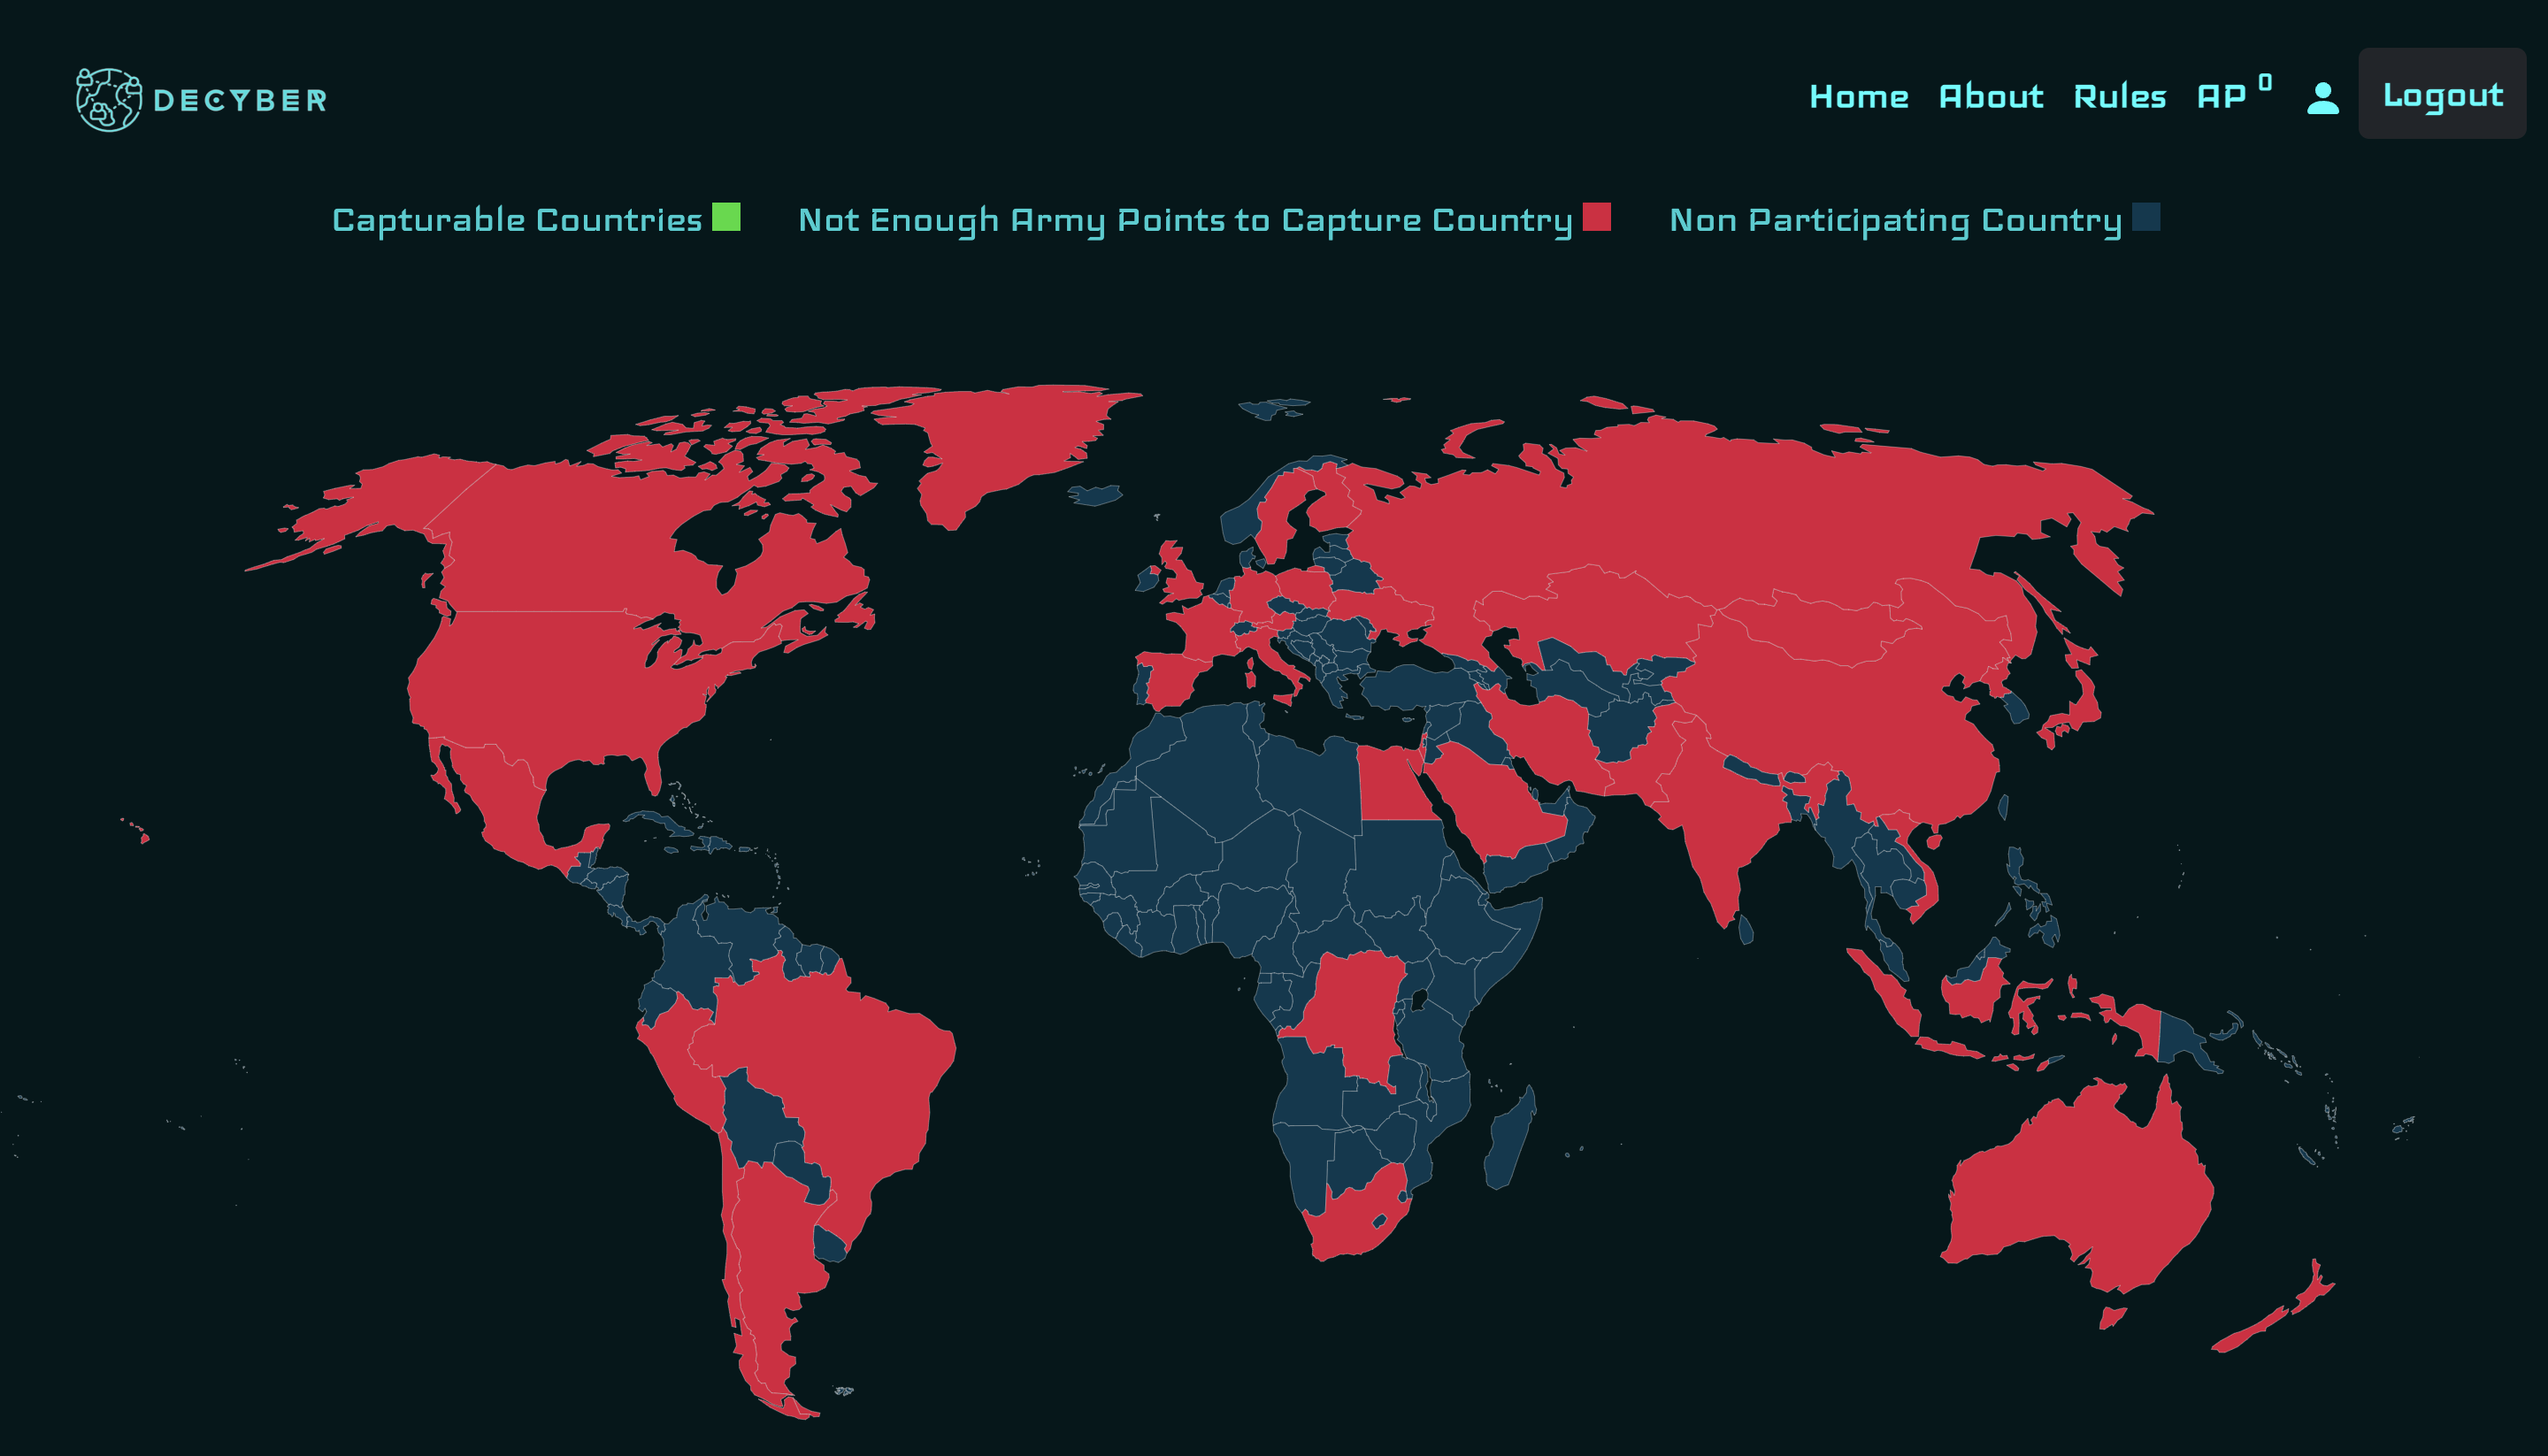 DECYBER
Home About Rules AP 0 Logout
Capturable Countries Not Enough Army Points to Capture Country Non Participating Country